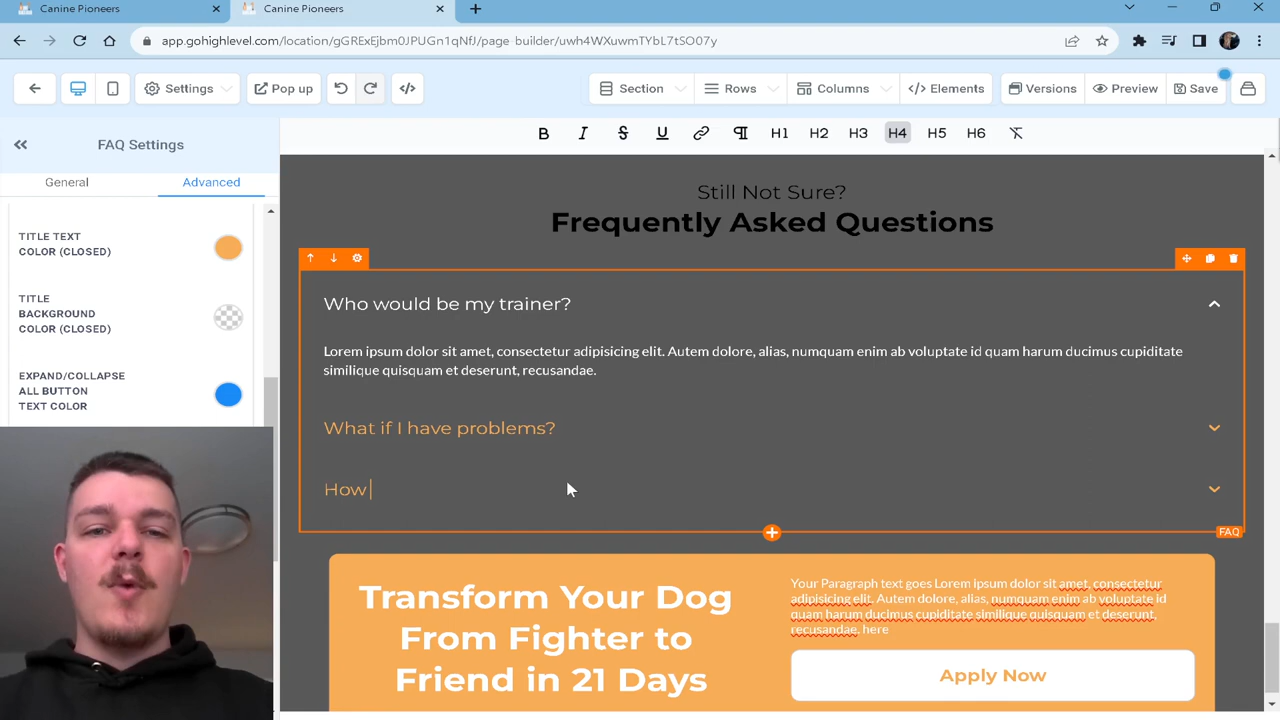 Canine Pioneers
Canine Pioneers
app.gohighlevel.com/location/gGRExEjbm0JPUGn1qNfJ/page-builder/uwh4WXuwmTYbL7tSO07y
Settings
Pop up
Section
Rows
Columns
Elements
Versions
Preview
Save
FAQ Settings
B I S U ¶ H1 H2 H3 H4 H5 H6
General
Advanced
TITLE TEXT
COLOR (CLOSED)
TITLE
BACKGROUND
COLOR (CLOSED)
EXPAND/COLLAPSE
ALL BUTTON
TEXT COLOR
Still Not Sure?
Frequently Asked Questions
Who would be my trainer?
Lorem ipsum dolor sit amet, consectetur adipisicing elit. Autem dolore, alias, numquam enim ab voluptate id quam harum ducimus cupiditate
similique quisquam et deserunt, recusandae.
What if I have problems?
How
FAQ
Transform Your Dog
From Fighter to
Friend in 21 Days
Your Paragraph text goes Lorem ipsum dolor sit amet, consectetur
adipisicing elit. Autem dolore, alias, numquam enim ab voluptate id
quam harum ducimus cupiditate similique quisquam et deserunt,
recusandae. here
Apply Now